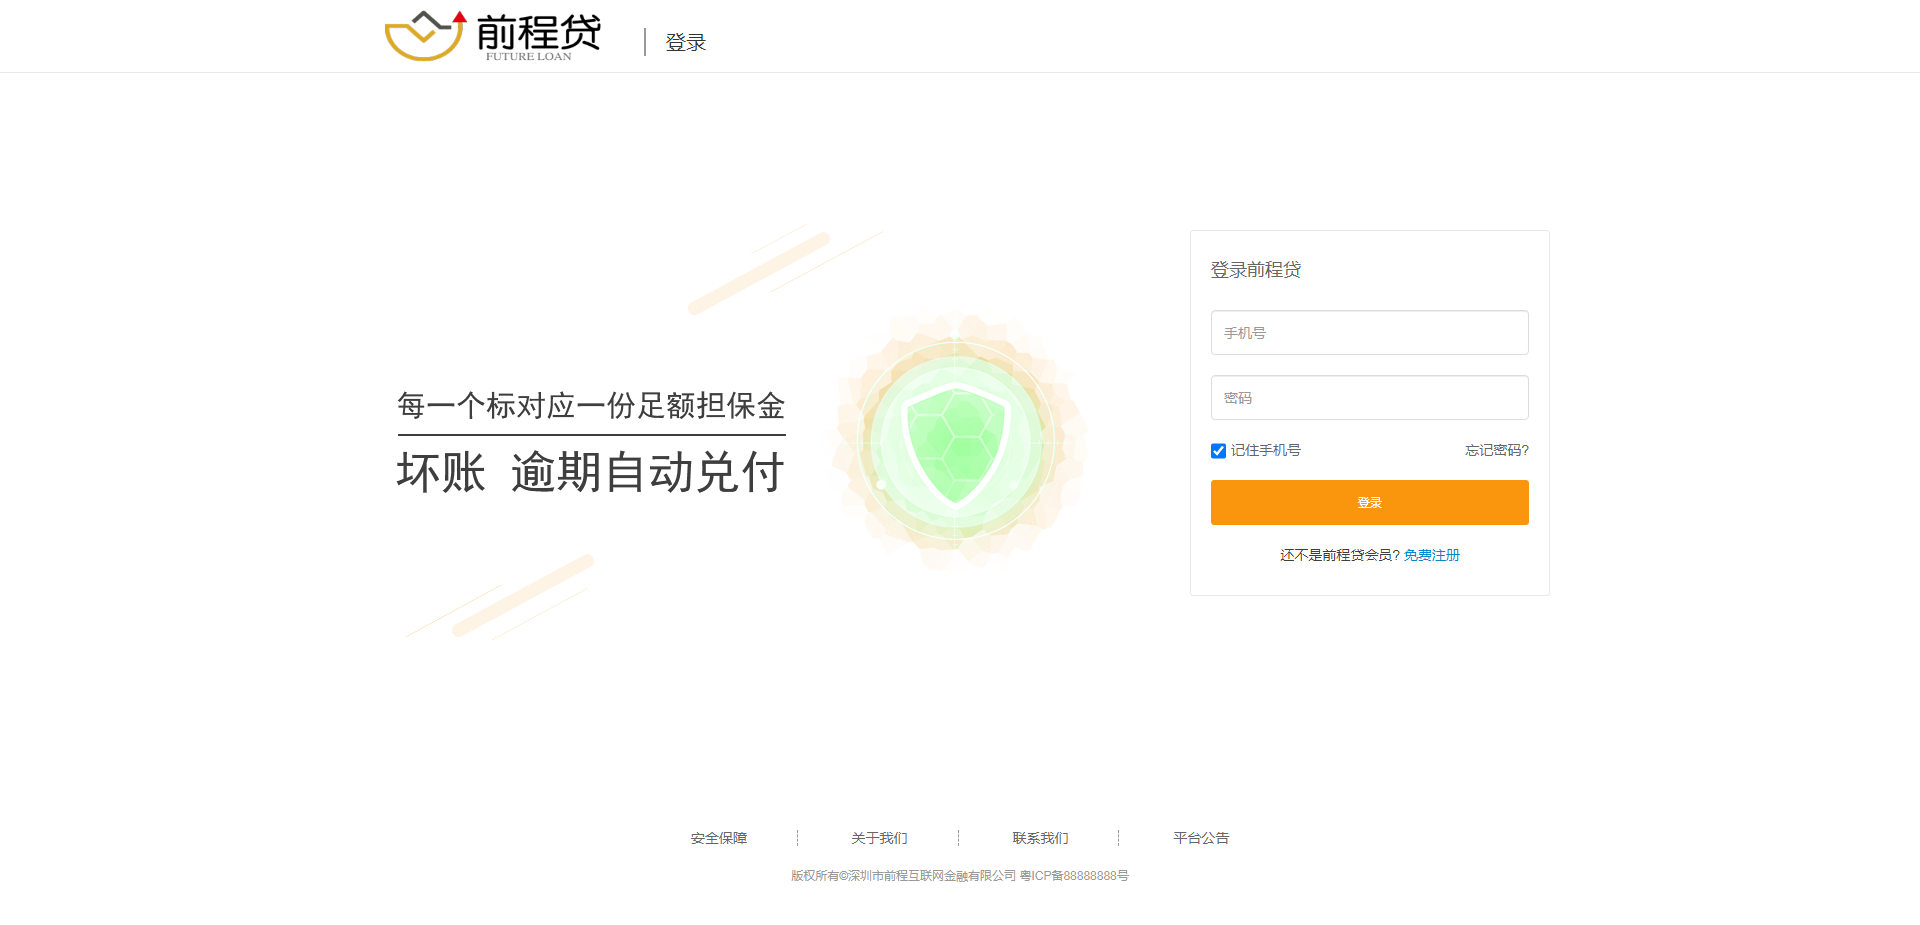 前程贷
FUTURE LOAN
登录
每一个标对应一份足额担保金
坏账 逾期自动兑付
登录前程贷
手机号
密码
记住手机号 忘记密码?
登录
还不是前程贷会员? 免费注册
安全保障 关于我们 联系我们 平台公告
版权所有©深圳市前程互联网金融有限公司 粤ICP备88888888号